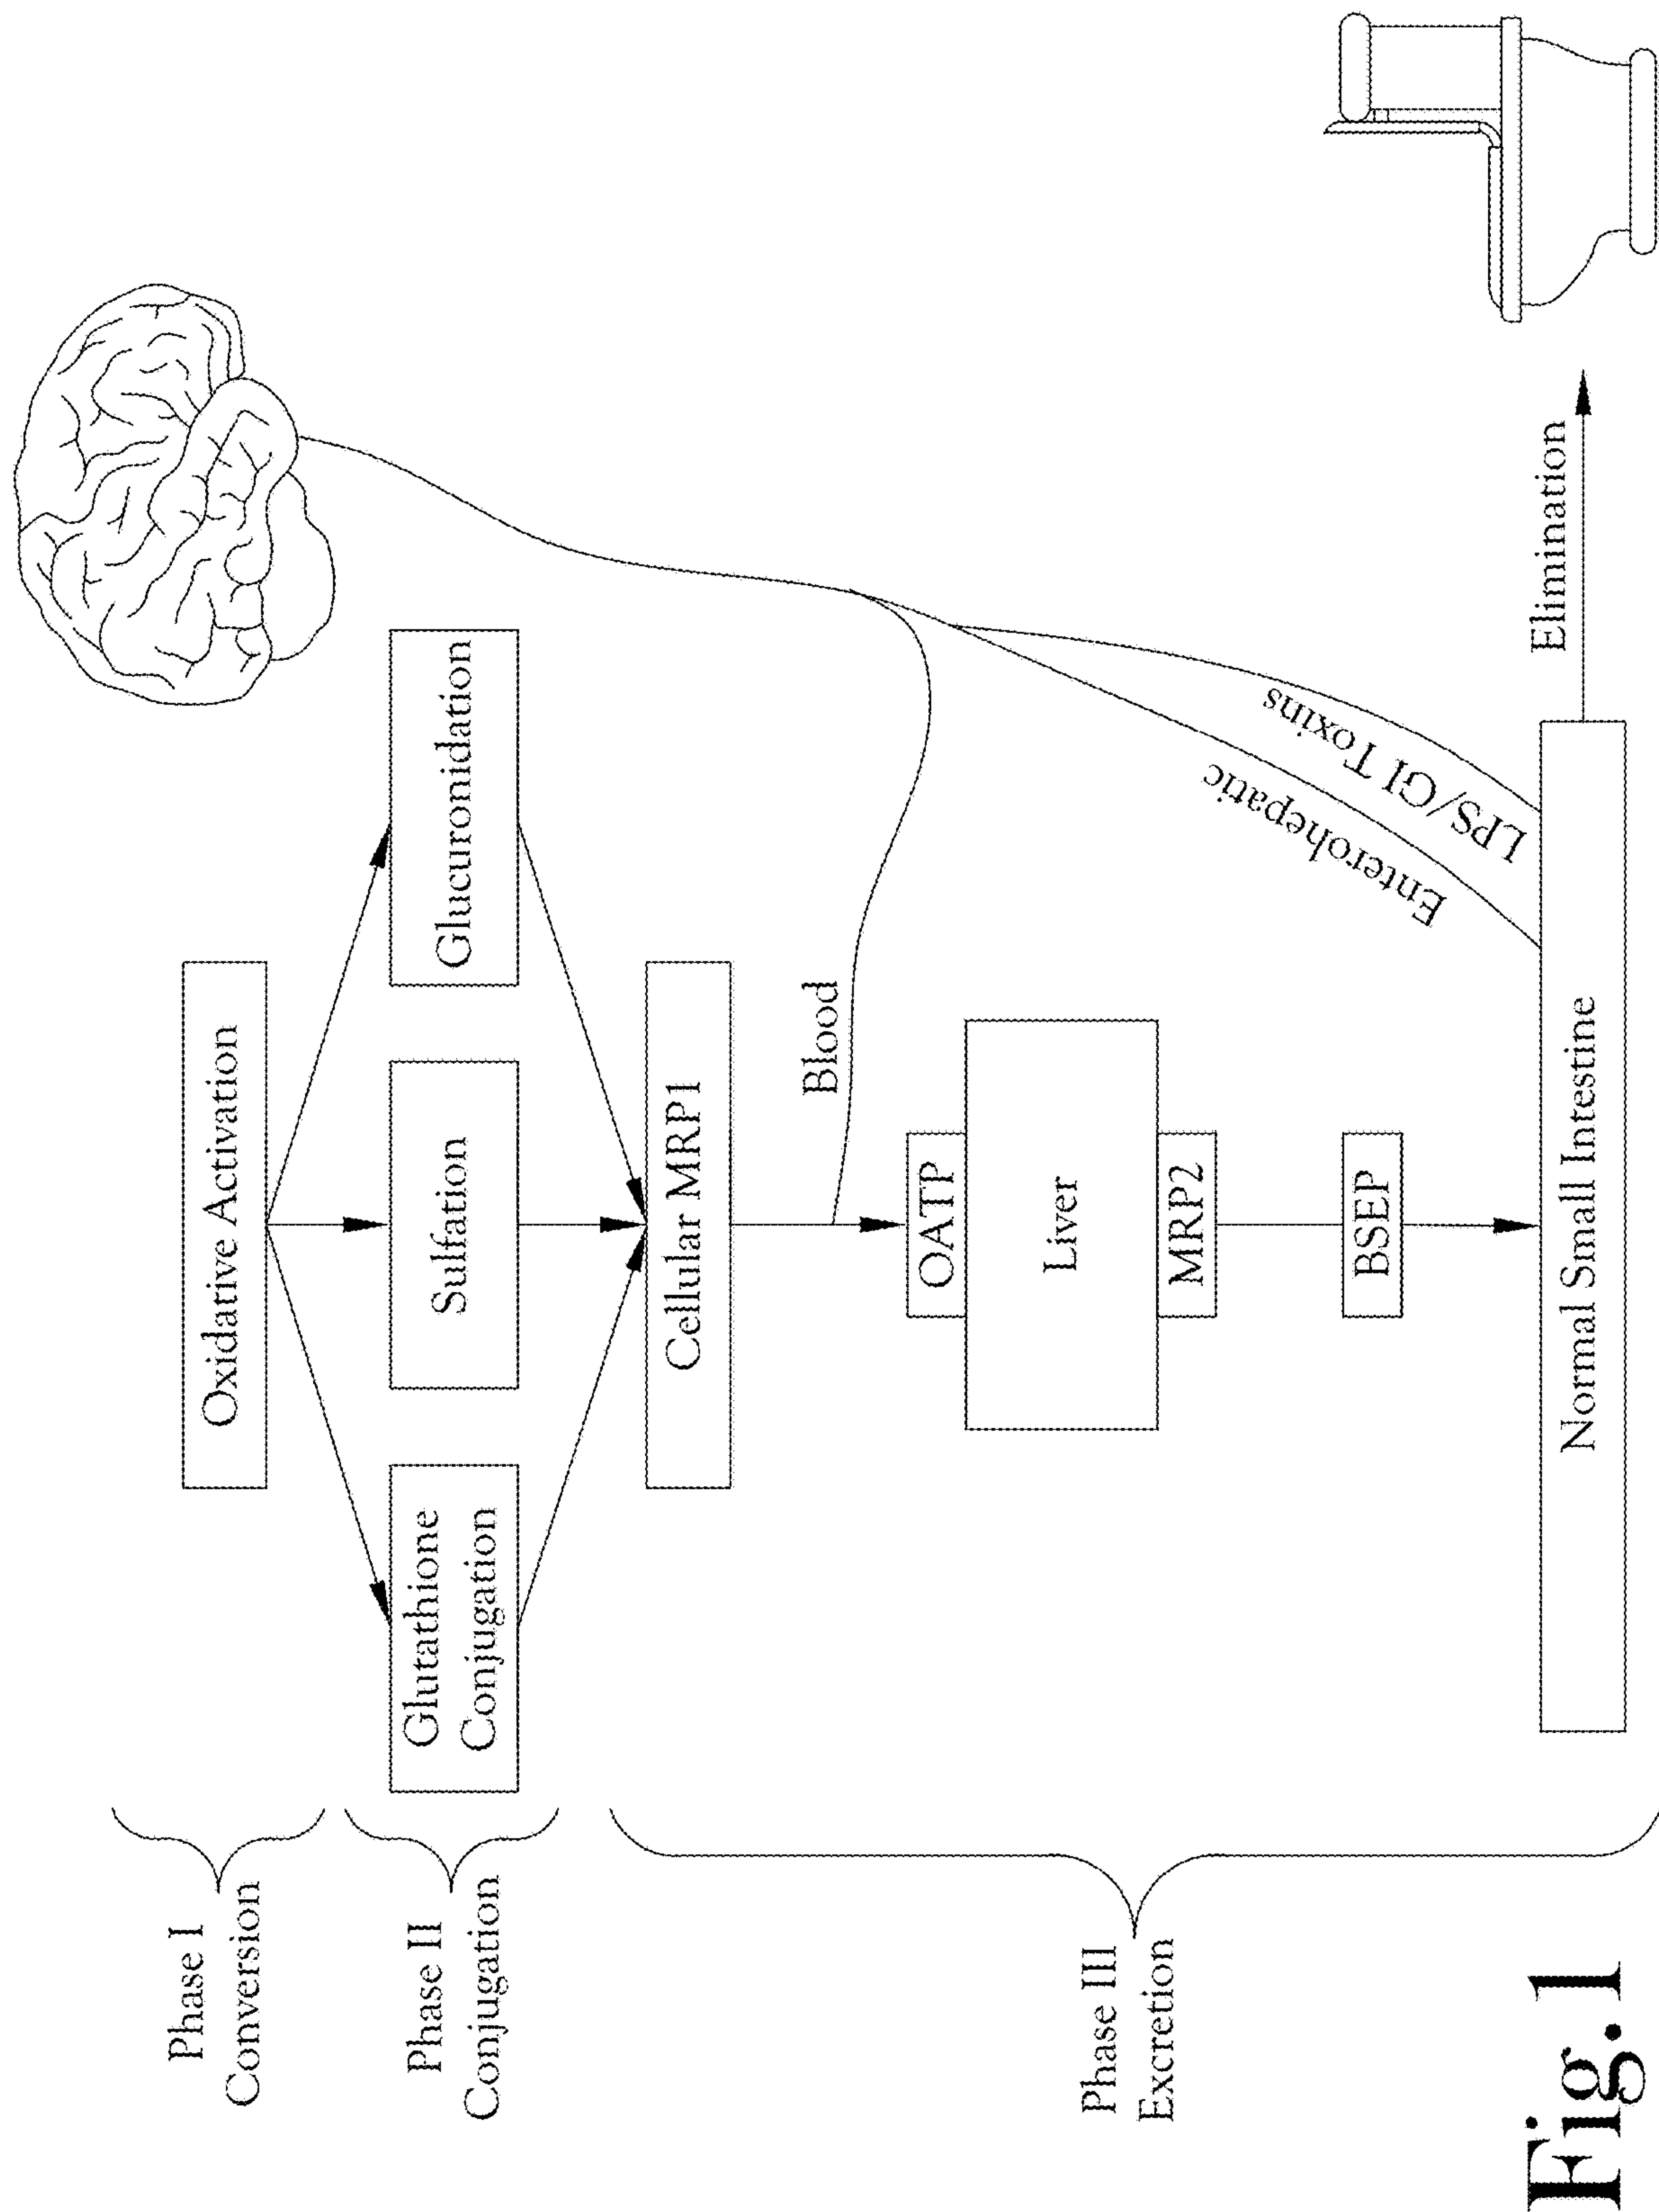 Phase I
Conversion
Oxidative Activation
Phase II
Conjugation
Glutathione
Conjugation
Sulfation
Glucuronidation
Phase III
Excretion
Cellular MRP1
Blood
OATP
Liver
MRP2
BSEP
Enterohepatic
LPS/GI Toxins
Normal Small Intestine
Elimination
Fig.1